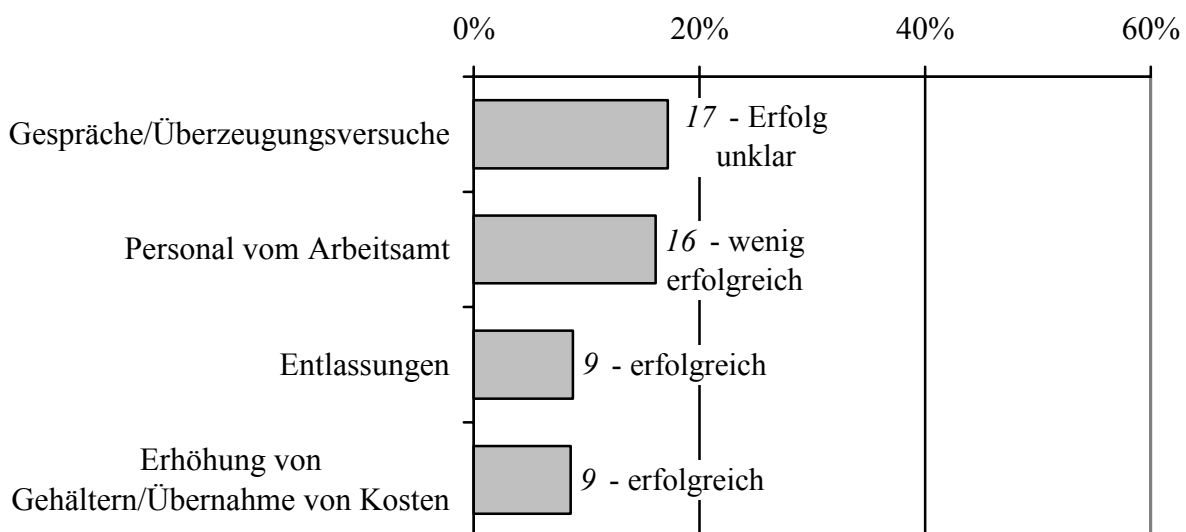 0% 20% 40% 60%
Gespräche/Überzeugungsversuche
17 - Erfolg
unklar
Personal vom Arbeitsamt
16 - wenig
erfolgreich
Entlassungen
9 - erfolgreich
Erhöhung von
Gehältern/Übernahme von Kosten
9 - erfolgreich